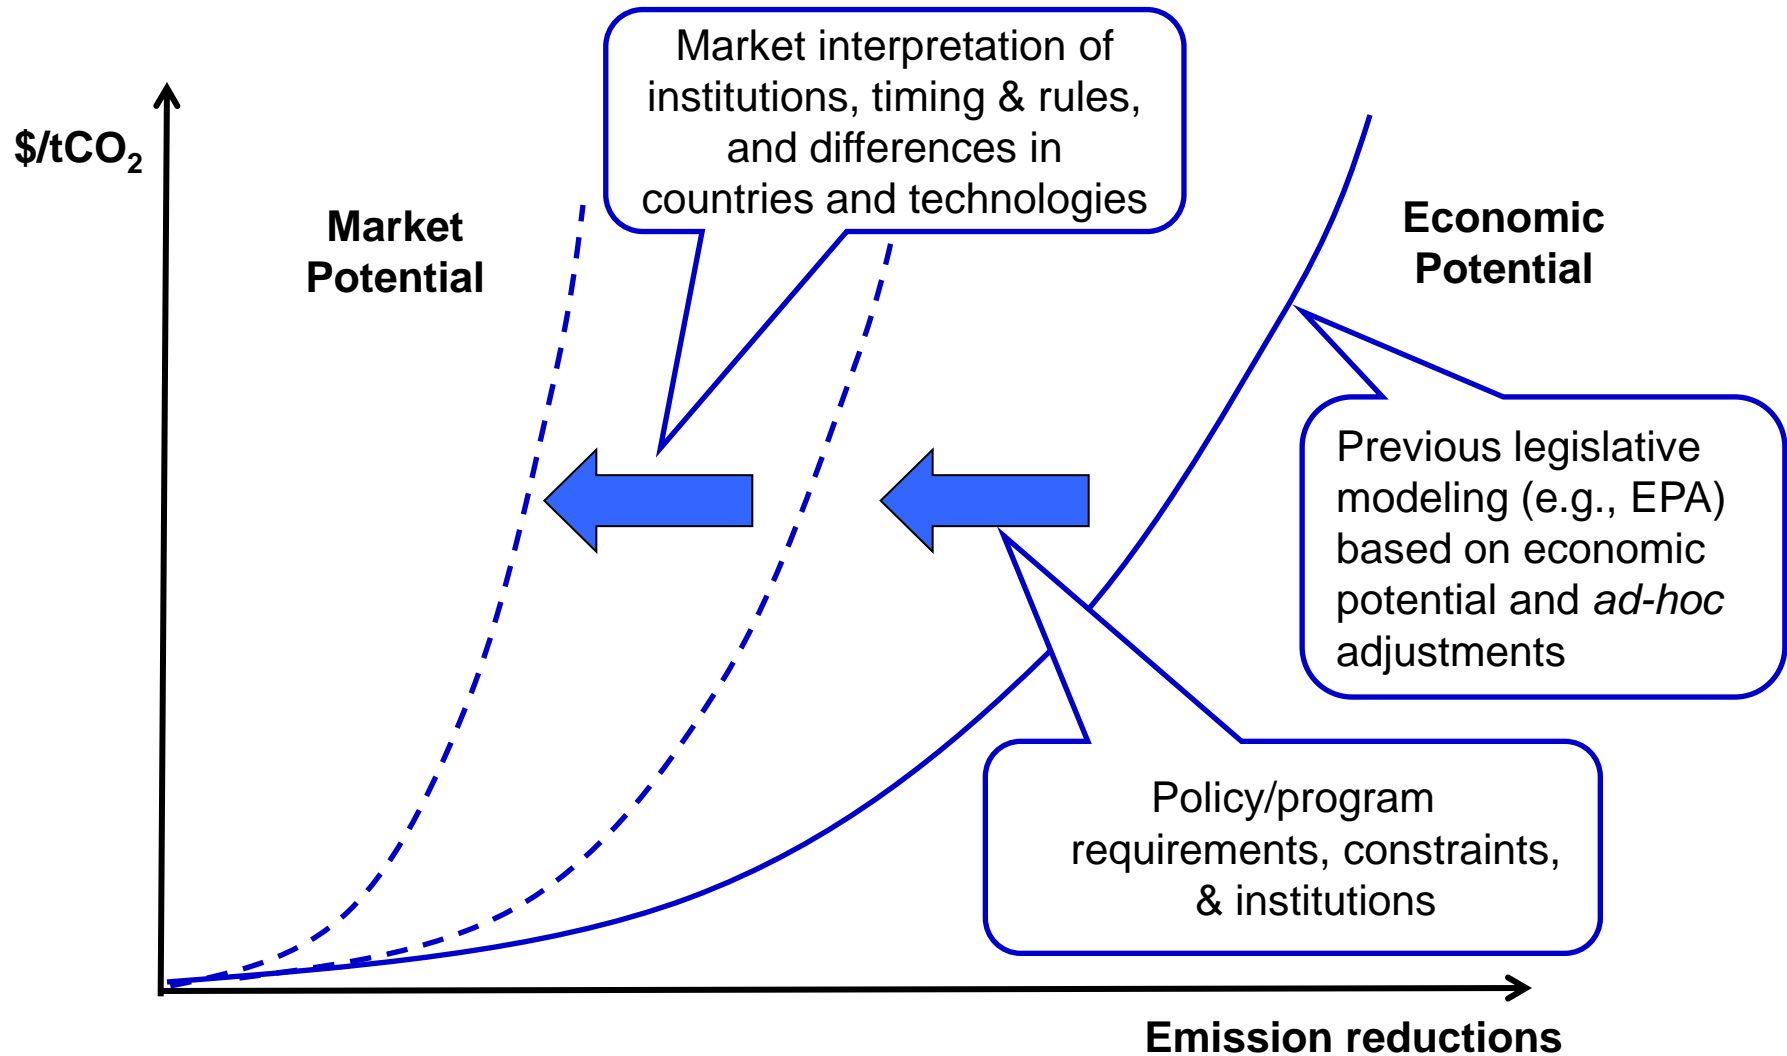 Market interpretation of
institutions, timing & rules,
and differences in
countries and technologies
$/tCO₂
Market
Potential
Economic
Potential
Previous legislative
modeling (e.g., EPA)
based on economic
potential and ad-hoc
adjustments
Policy/program
requirements, constraints,
& institutions
Emission reductions